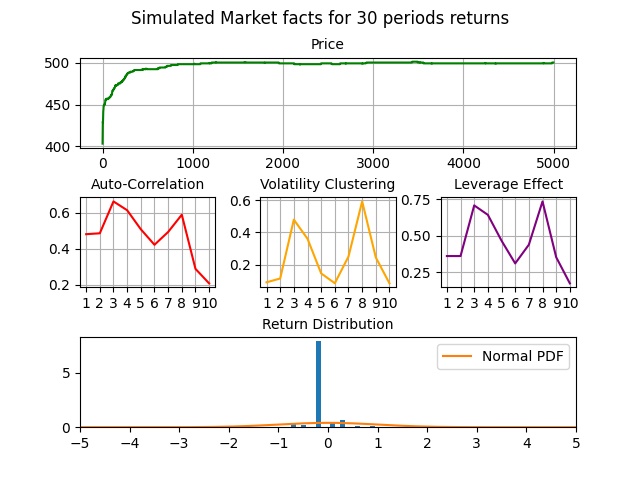 Simulated Market facts for 30 periods returns
Price
500
450
400
0 1000 2000 3000 4000 5000
Auto-Correlation Volatility Clustering Leverage Effect
0.6
0.4
0.2
1 2 3 4 5 6 7 8 9 10
0.6
0.4
0.2
1 2 3 4 5 6 7 8 9 10
0.75
0.50
0.25
1 2 3 4 5 6 7 8 9 10
Return Distribution
Normal PDF
5
0
−5 −4 −3 −2 −1 0 1 2 3 4 5